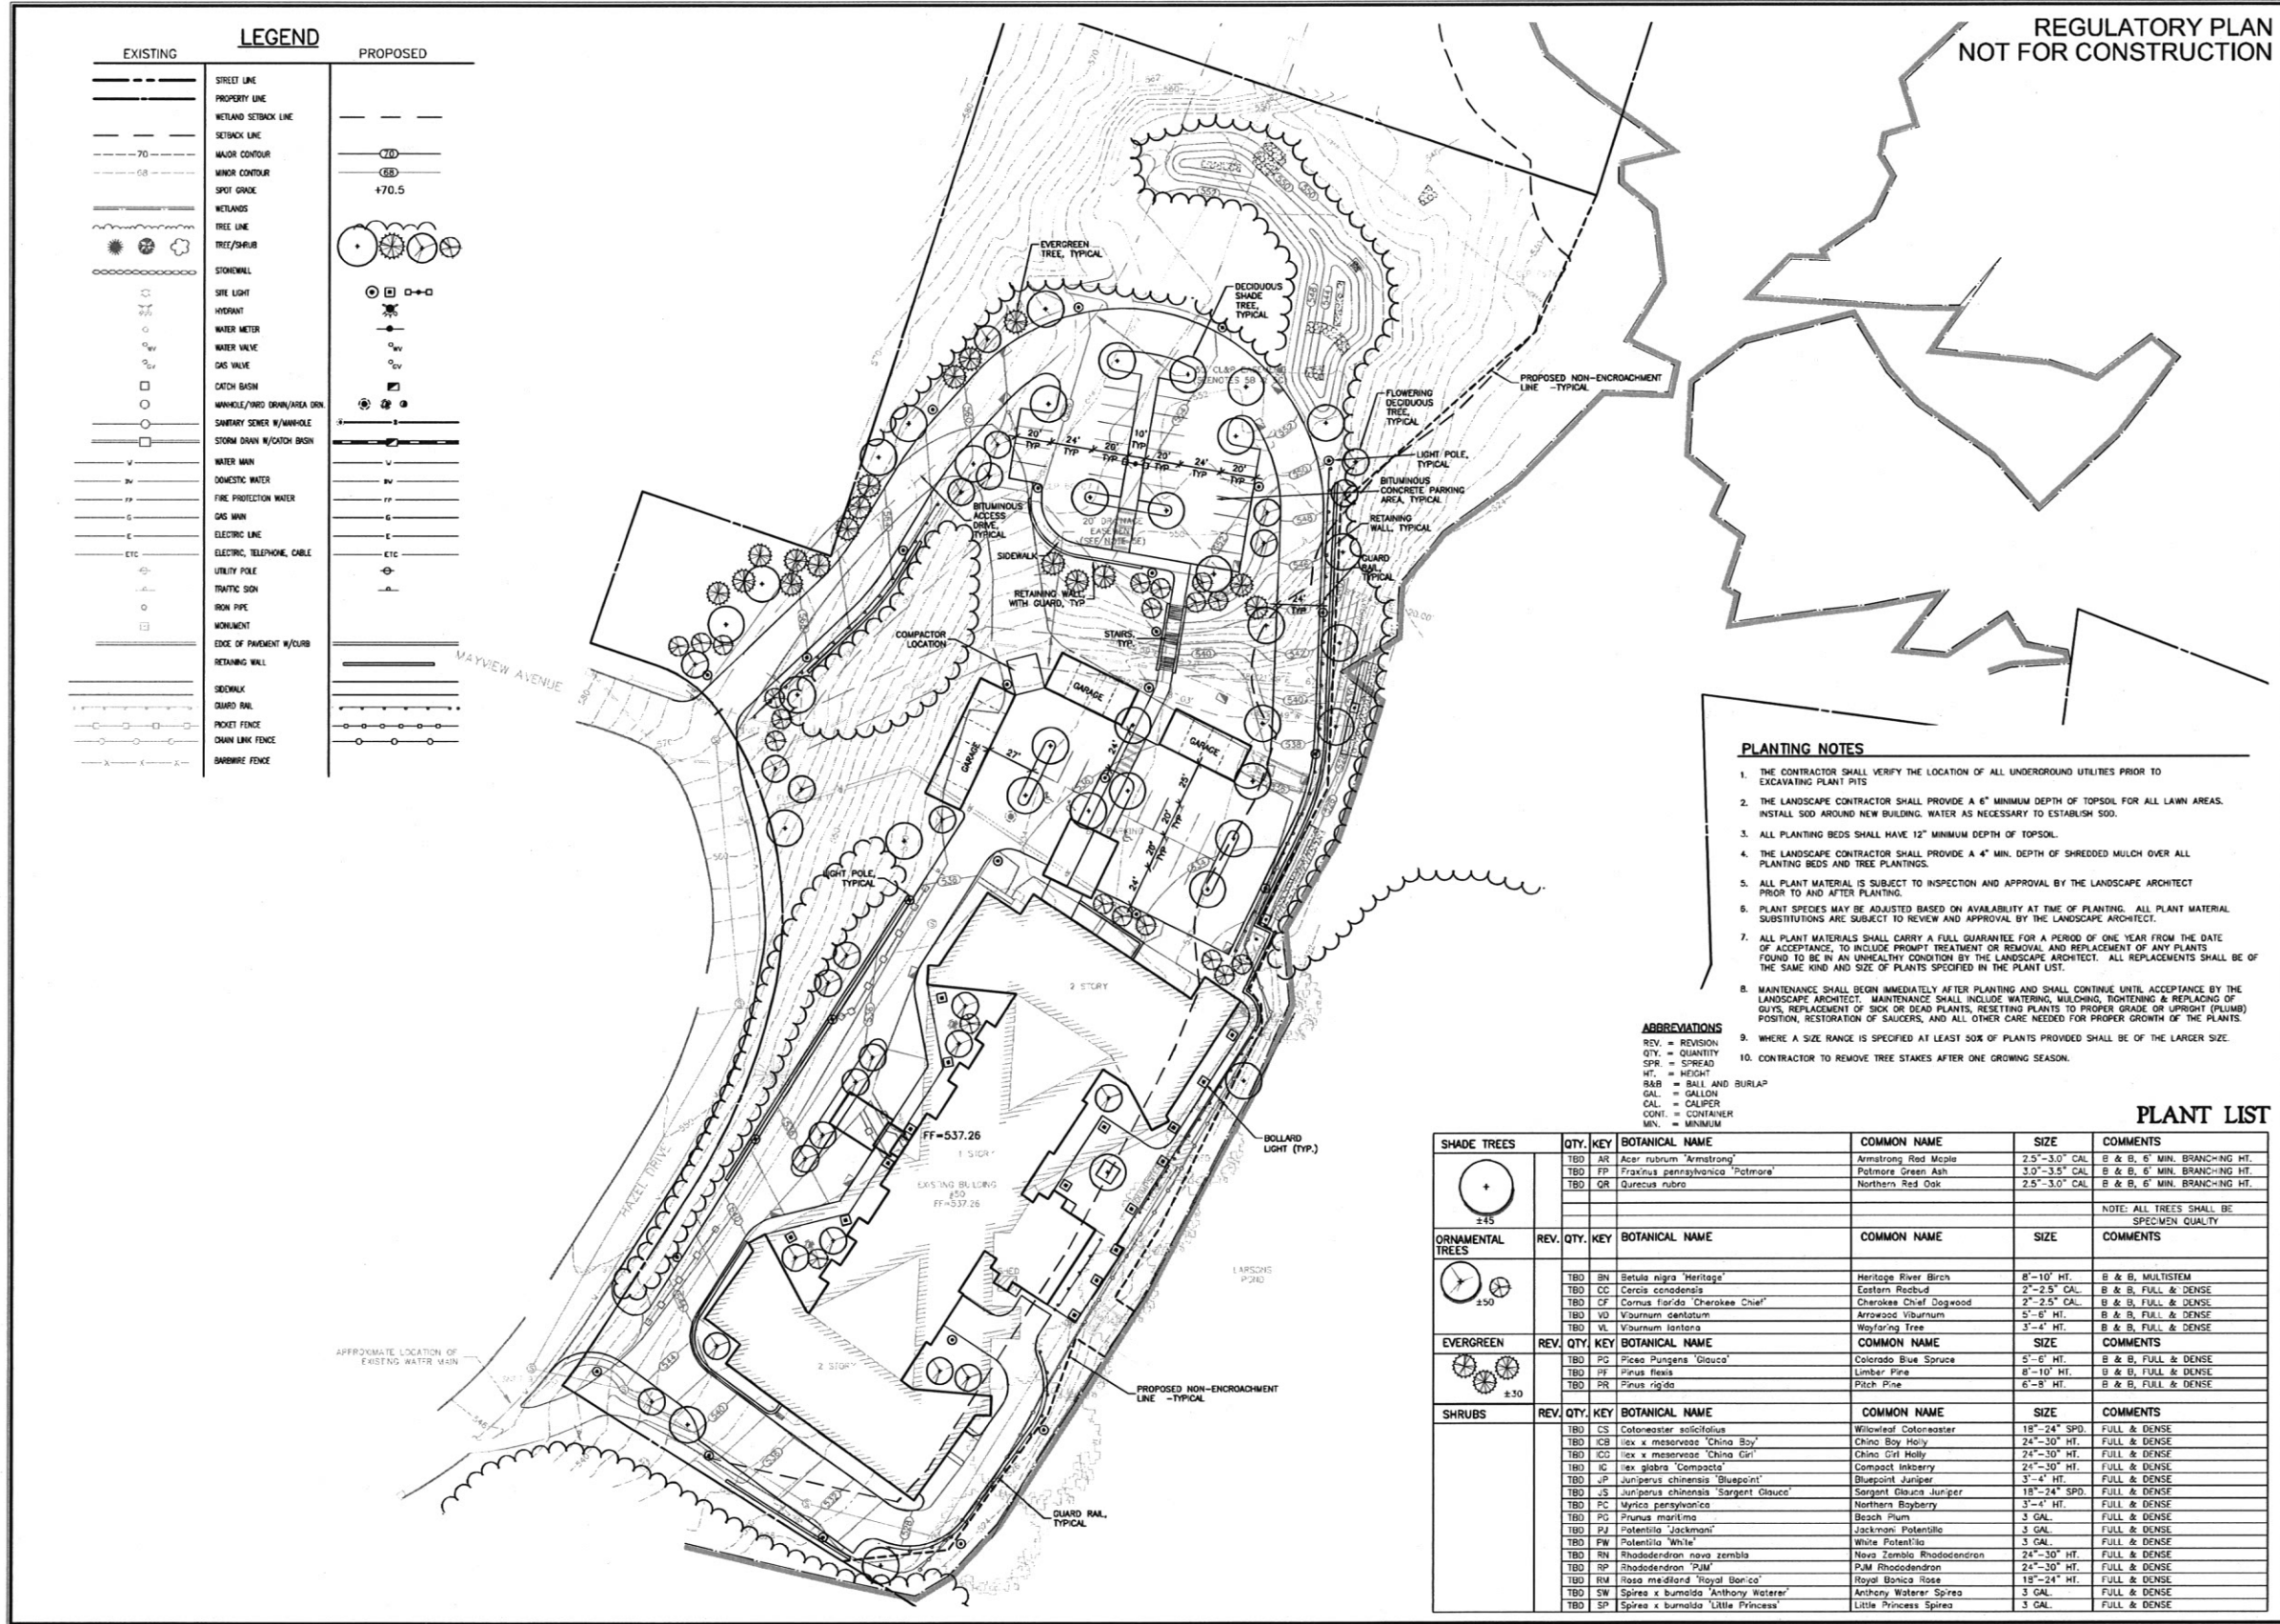 REGULATORY PLAN
NOT FOR CONSTRUCTION
LEGEND
EXISTING PROPOSED
STREET LINE
PROPERTY LINE
WETLAND SETBACK LINE
SETBACK LINE
70 MAJOR CONTOUR 70
68 MINOR CONTOUR 68
SPOT GRADE +70.5
WETLANDS
TREE LINE
TREE/SHRUB
STONEWALL
SITE LIGHT
HYDRANT
WATER METER
WV WATER VALVE WV
GV GAS VALVE GV
CATCH BASIN
MANHOLE/YARD DRAIN/AREA DRN.
SANITARY SEWER W/MANHOLE
STORM DRAIN W/CATCH BASIN
W WATER MAIN W
DW DOMESTIC WATER DW
FP FIRE PROTECTION WATER FP
G GAS MAIN G
E ELECTRIC LINE E
ETC ELECTRIC, TELEPHONE, CABLE ETC
UTILITY POLE
TRAFFIC SIGN
IRON PIPE
MONUMENT
EDGE OF PAVEMENT W/CURB
RETAINING WALL
SIDEWALK
GUARD RAIL
PICKET FENCE
CHAIN LINK FENCE
BARBWIRE FENCE
EVERGREEN
TREE, TYPICAL
DECIDUOUS
SHADE
TREE,
TYPICAL
PROPOSED NON-ENCROACHMENT
LINE -TYPICAL
FLOWERING
DECIDUOUS
TREE,
TYPICAL
LIGHT POLE,
TYPICAL
BITUMINOUS
CONCRETE PARKING
AREA, TYPICAL
RETAINING
WALL, TYPICAL
GUARD
RAIL,
TYPICAL
BITUMINOUS
ACCESS
DRIVE,
TYPICAL
20' DRAINAGE
EASEMENT
(SEE NOTE 5E)
SIDEWALK
RETAINING WALL
WITH GUARD, TYP
STAIRS,
TYP.
COMPACTOR
LOCATION
MAYVIEW AVENUE
GARAGE
GARAGE
GARAGE
27'
LIGHT POLE,
TYPICAL
2 STORY
FF=537.26
1 STORY
EXISTING BUILDING
#50
FF=537.26
BOLLARD
LIGHT (TYP.)
HAZEL DRIVE
LARSONS
POND
2 STORY
APPROXIMATE LOCATION OF
EXISTING WATER MAIN
PROPOSED NON-ENCROACHMENT
LINE -TYPICAL
GUARD RAIL,
TYPICAL
PLANTING NOTES
1. THE CONTRACTOR SHALL VERIFY THE LOCATION OF ALL UNDERGROUND UTILITIES PRIOR TO
EXCAVATING PLANT PITS
2. THE LANDSCAPE CONTRACTOR SHALL PROVIDE A 6" MINIMUM DEPTH OF TOPSOIL FOR ALL LAWN AREAS.
INSTALL SOD AROUND NEW BUILDING. WATER AS NECESSARY TO ESTABLISH SOD.
3. ALL PLANTING BEDS SHALL HAVE 12" MINIMUM DEPTH OF TOPSOIL.
4. THE LANDSCAPE CONTRACTOR SHALL PROVIDE A 4" MIN. DEPTH OF SHREDDED MULCH OVER ALL
PLANTING BEDS AND TREE PLANTINGS.
5. ALL PLANT MATERIAL IS SUBJECT TO INSPECTION AND APPROVAL BY THE LANDSCAPE ARCHITECT
PRIOR TO AND AFTER PLANTING.
6. PLANT SPECIES MAY BE ADJUSTED BASED ON AVAILABILITY AT TIME OF PLANTING. ALL PLANT MATERIAL
SUBSTITUTIONS ARE SUBJECT TO REVIEW AND APPROVAL BY THE LANDSCAPE ARCHITECT.
7. ALL PLANT MATERIALS SHALL CARRY A FULL GUARANTEE FOR A PERIOD OF ONE YEAR FROM THE DATE
OF ACCEPTANCE, TO INCLUDE PROMPT TREATMENT OR REMOVAL AND REPLACEMENT OF ANY PLANTS
FOUND TO BE IN AN UNHEALTHY CONDITION BY THE LANDSCAPE ARCHITECT. ALL REPLACEMENTS SHALL BE OF
THE SAME KIND AND SIZE OF PLANTS SPECIFIED IN THE PLANT LIST.
8. MAINTENANCE SHALL BEGIN IMMEDIATELY AFTER PLANTING AND SHALL CONTINUE UNTIL ACCEPTANCE BY THE
LANDSCAPE ARCHITECT. MAINTENANCE SHALL INCLUDE WATERING, MULCHING, TIGHTENING & REPLACING OF
GUYS, REPLACEMENT OF SICK OR DEAD PLANTS, RESETTING PLANTS TO PROPER GRADE OR UPRIGHT (PLUMB)
POSITION, RESTORATION OF SAUCERS, AND ALL OTHER CARE NEEDED FOR PROPER GROWTH OF THE PLANTS.
9. WHERE A SIZE RANGE IS SPECIFIED AT LEAST 50% OF PLANTS PROVIDED SHALL BE OF THE LARGER SIZE.
10. CONTRACTOR TO REMOVE TREE STAKES AFTER ONE GROWING SEASON.
ABBREVIATIONS
REV. = REVISION
QTY. = QUANTITY
SPR. = SPREAD
HT. = HEIGHT
B&B = BALL AND BURLAP
GAL. = GALLON
CAL. = CALIPER
CONT. = CONTAINER
MIN. = MINIMUM
PLANT LIST
SHADE TREES QTY. KEY BOTANICAL NAME COMMON NAME SIZE COMMENTS
TBD AR Acer rubrum 'Armstrong' Armstrong Red Maple 2.5"-3.0" CAL B & B, 6' MIN. BRANCHING HT.
TBD FP Fraxinus pennsylvanica 'Patmore' Patmore Green Ash 3.0"-3.5" CAL B & B, 6' MIN. BRANCHING HT.
TBD QR Qurecus rubra Northern Red Oak 2.5"-3.0" CAL B & B, 6' MIN. BRANCHING HT.
NOTE: ALL TREES SHALL BE
±45 SPECIMEN QUALITY
ORNAMENTAL TREES REV. QTY. KEY BOTANICAL NAME COMMON NAME SIZE COMMENTS
TBD BN Betula nigra 'Heritage' Heritage River Birch 8'-10' HT. B & B, MULTISTEM
TBD CC Cercis canadensis Eastern Redbud 2"-2.5" CAL. B & B, FULL & DENSE
±50 TBD CF Cornus florida 'Cherokee Chief' Cherokee Chief Dogwood 2"-2.5" CAL. B & B, FULL & DENSE
TBD VD Viburnum dentatum Arrowood Viburnum 5'-6' HT. B & B, FULL & DENSE
TBD VL Viburnum lantana Wayfaring Tree 3'-4' HT. B & B, FULL & DENSE
EVERGREEN REV. QTY. KEY BOTANICAL NAME COMMON NAME SIZE COMMENTS
TBD PG Picea Pungens 'Glauca' Colorado Blue Spruce 5'-6' HT. B & B, FULL & DENSE
TBD PF Pinus flexis Limber Pine 8'-10' HT. B & B, FULL & DENSE
±30 TBD PR Pinus rigida Pitch Pine 6'-8' HT. B & B, FULL & DENSE
SHRUBS REV. QTY. KEY BOTANICAL NAME COMMON NAME SIZE COMMENTS
TBD CS Cotoneaster salicifolius Willowleaf Cotoneaster 18"-24" SPD. FULL & DENSE
TBD ICB Ilex x meserveae 'China Boy' China Boy Holly 24"-30" HT. FULL & DENSE
TBD ICG Ilex x meserveae 'China Girl' China Girl Holly 24"-30" HT. FULL & DENSE
TBD IC Ilex glabra 'Compacta' Compact Inkberry 24"-30" HT. FULL & DENSE
TBD JP Juniperus chinensis 'Bluepoint' Bluepoint Juniper 3'-4' HT. FULL & DENSE
TBD JS Juniperus chinensis 'Sargent Glauca' Sargent Glauca Juniper 18"-24" SPD. FULL & DENSE
TBD PC Myrica pensylvanica Northern Bayberry 3'-4' HT. FULL & DENSE
TBD PG Prunus maritima Beach Plum 3 GAL. FULL & DENSE
TBD PJ Potentilla 'Jackmani' Jackmani Potentilla 3 GAL. FULL & DENSE
TBD PW Potentilla 'White' White Potentilla 3 GAL. FULL & DENSE
TBD RN Rhododendron nova zembla Nova Zembla Rhododendron 24"-30" HT. FULL & DENSE
TBD RP Rhododendron 'PJM' PJM Rhododendron 24"-30" HT. FULL & DENSE
TBD RM Rosa meidiland 'Royal Bonica' Royal Bonica Rose 18"-24" HT. FULL & DENSE
TBD SW Spirea x bumalda 'Anthony Waterer' Anthony Waterer Spirea 3 GAL. FULL & DENSE
TBD SP Spirea x bumalda 'Little Princess' Little Princess Spirea 3 GAL. FULL & DENSE